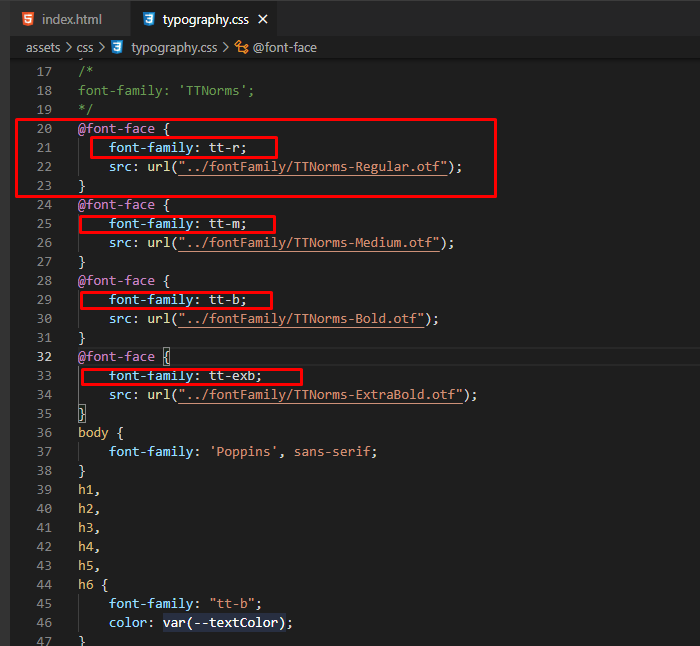 index.html
typography.css ×
assets > css > typography.css > @font-face
17 /*
18 font-family: 'TTNorms';
19 */
20 @font-face {
21 font-family: tt-r;
22 src: url("../fontFamily/TTNorms-Regular.otf");
23 }
24 @font-face {
25 font-family: tt-m;
26 src: url("../fontFamily/TTNorms-Medium.otf");
27 }
28 @font-face {
29 font-family: tt-b;
30 src: url("../fontFamily/TTNorms-Bold.otf");
31 }
32 @font-face {
33 font-family: tt-exb;
34 src: url("../fontFamily/TTNorms-ExtraBold.otf");
35 }
36 body {
37 font-family: 'Poppins', sans-serif;
38 }
39 h1,
40 h2,
41 h3,
42 h4,
43 h5,
44 h6 {
45 font-family: "tt-b";
46 color: var(--textColor);
47 }